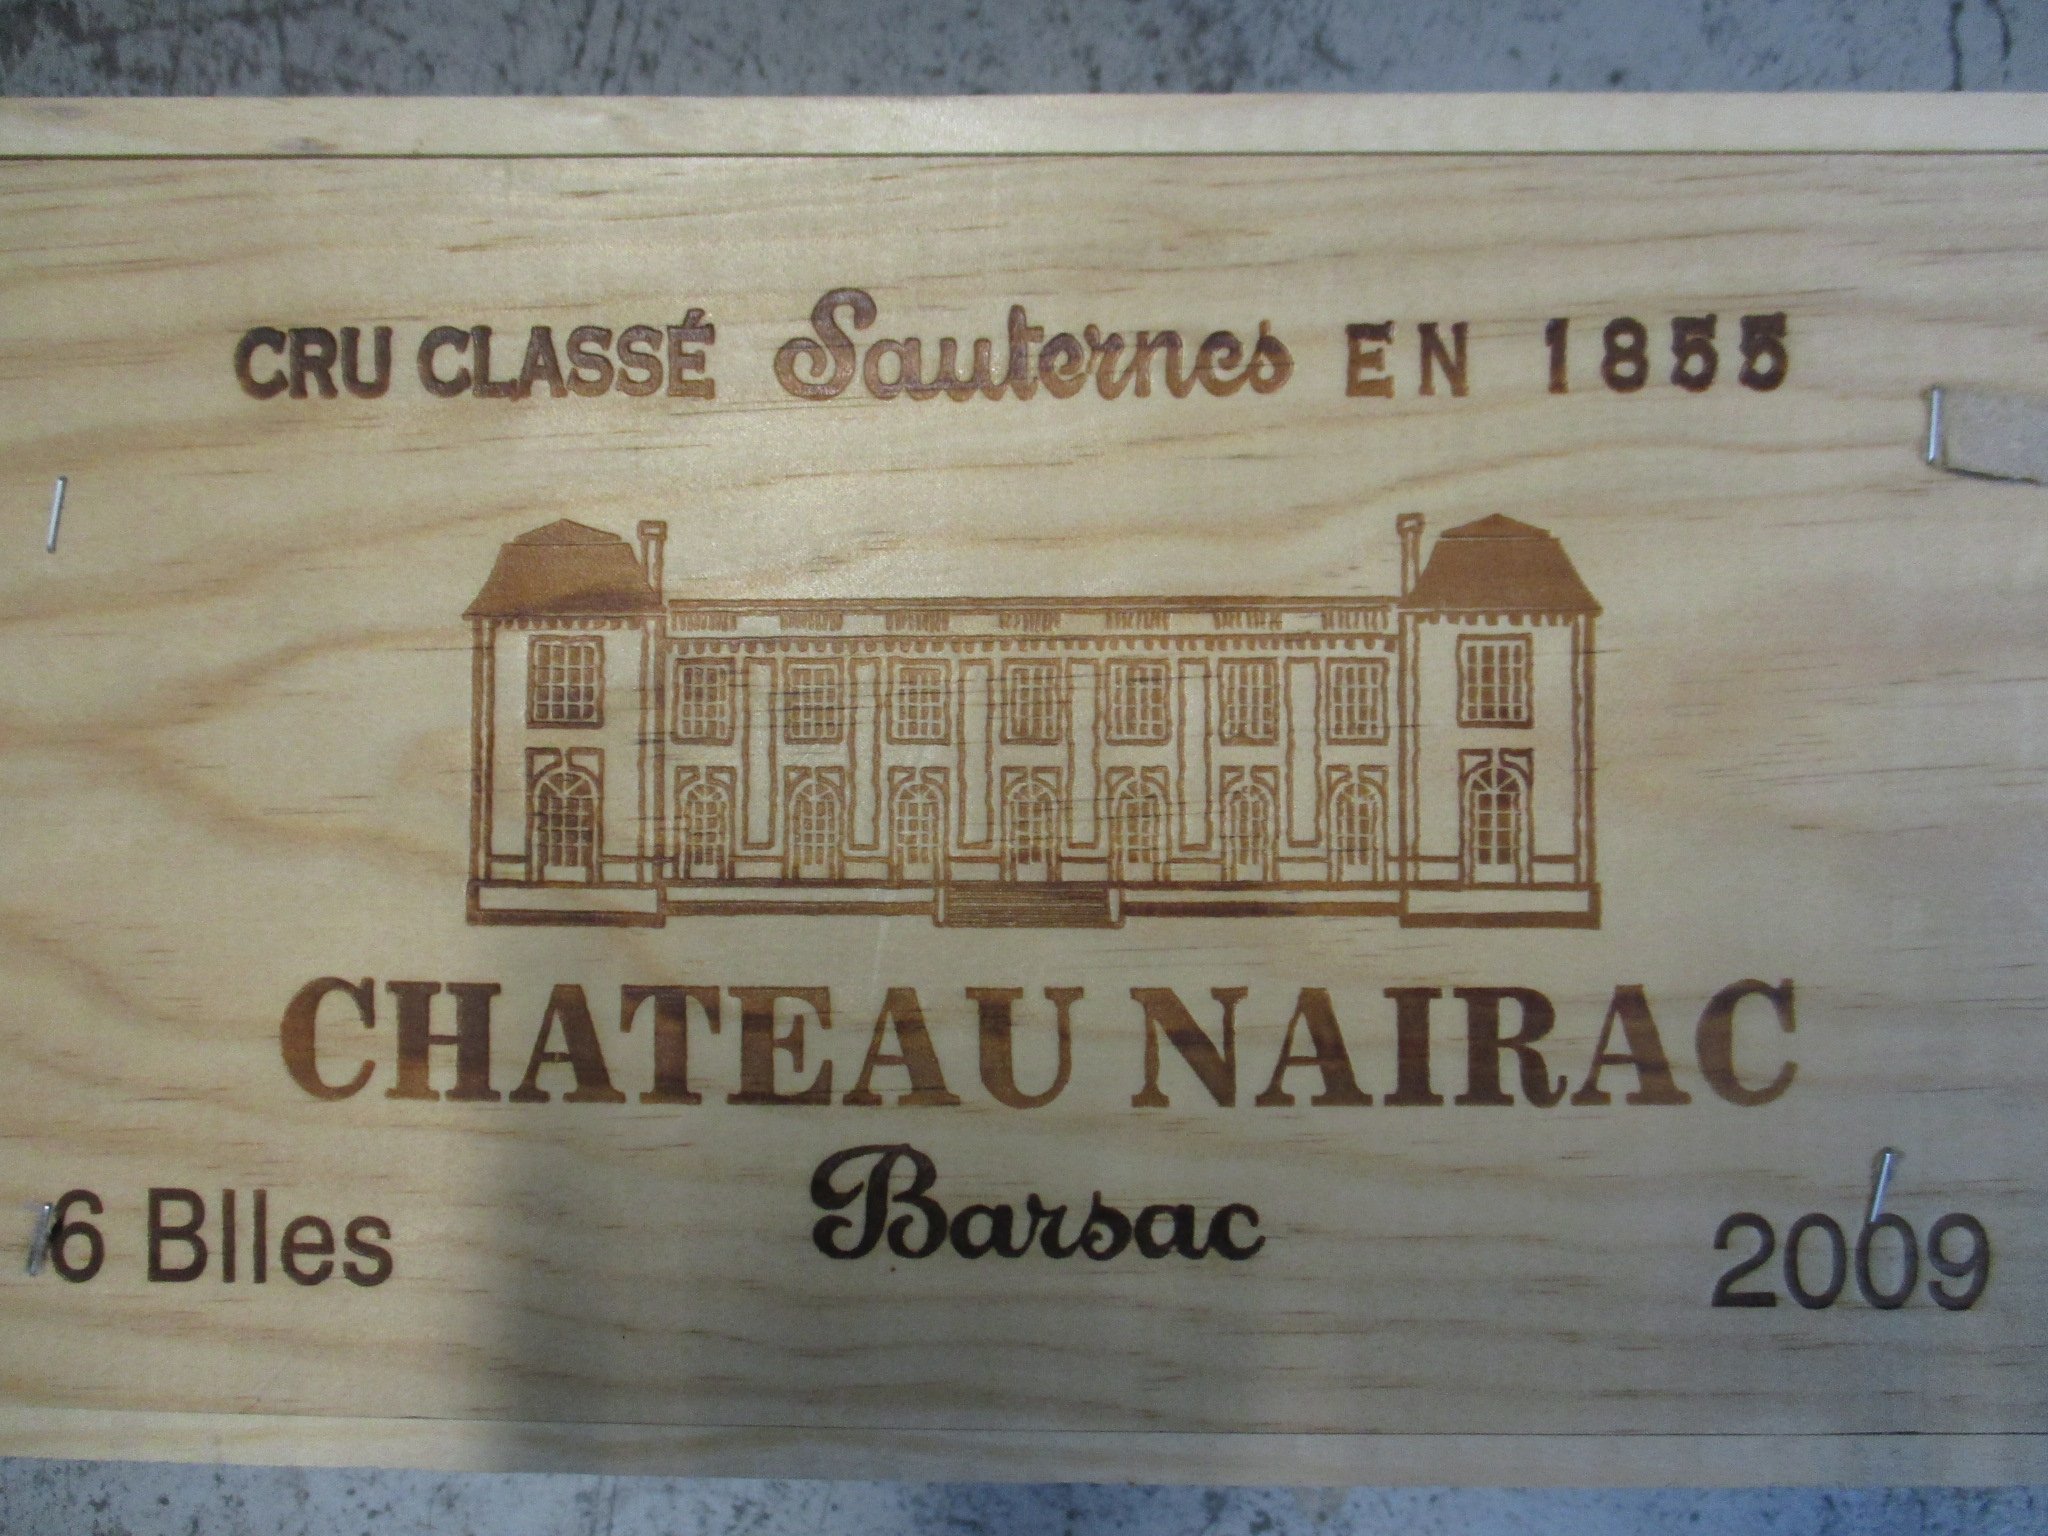 CRU CLASSÉ Sauternes EN 1855
CHATEAU NAIRAC
Barsac
6 Blles 2009